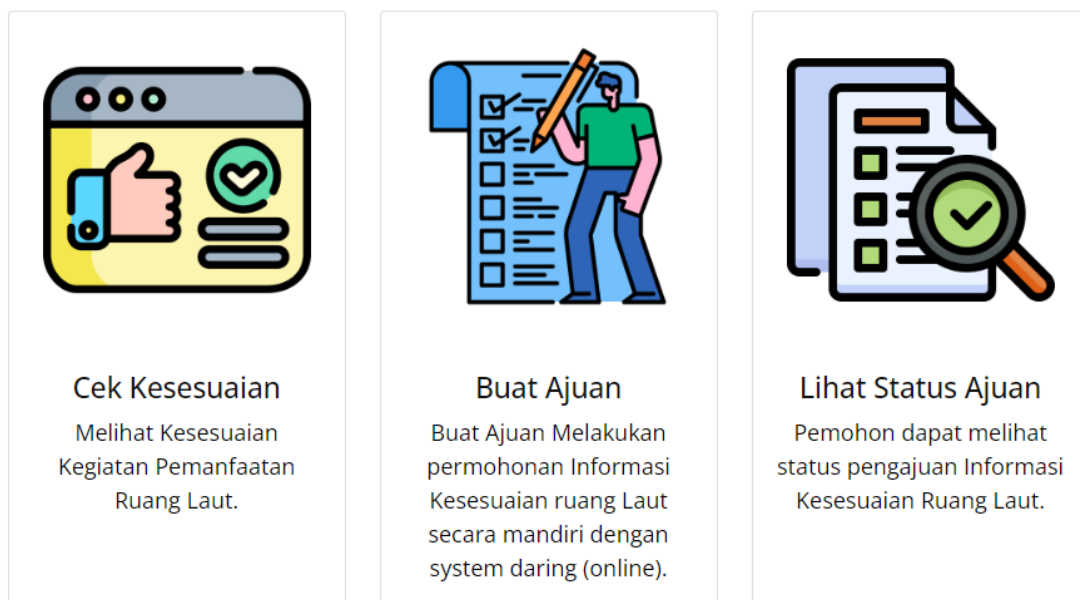 Cek Kesesuaian
Melihat Kesesuaian
Kegiatan Pemanfaatan
Ruang Laut.
Buat Ajuan
Buat Ajuan Melakukan
permohonan Informasi
Kesesuaian ruang Laut
secara mandiri dengan
system daring (online).
Lihat Status Ajuan
Pemohon dapat melihat
status pengajuan Informasi
Kesesuaian Ruang Laut.